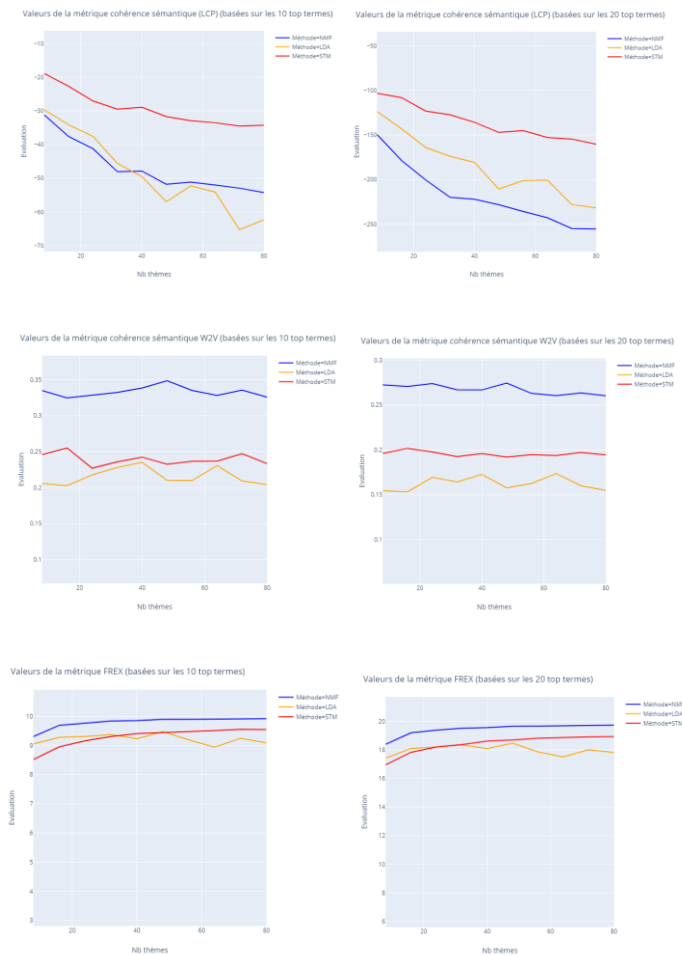 Valeurs de la métrique cohérence sémantique (LCP) (basées sur les 10 top termes)
Méthode=NMF
Méthode=LDA
Méthode=STM
−10
−20
−30
−40
−50
−60
−70
Evaluation
20
40
60
80
Nb thèmes
Valeurs de la métrique cohérence sémantique (LCP) (basées sur les 20 top termes)
Méthode=NMF
Méthode=LDA
Méthode=STM
−50
−100
−150
−200
−250
Evaluation
20
40
60
80
Nb thèmes
Valeurs de la métrique cohérence sémantique W2V (basées sur les 10 top termes)
Méthode=NMF
Méthode=LDA
Méthode=STM
0.35
0.3
0.25
0.2
0.15
0.1
Evaluation
20
40
60
80
Nb thèmes
Valeurs de la métrique cohérence sémantique W2V (basées sur les 20 top termes)
Méthode=NMF
Méthode=LDA
Méthode=STM
0.3
0.25
0.2
0.15
0.1
Evaluation
20
40
60
80
Nb thèmes
Valeurs de la métrique FREX (basées sur les 10 top termes)
Méthode=NMF
Méthode=LDA
Méthode=STM
10
9
8
7
6
5
4
3
Evaluation
20
40
60
80
Nb thèmes
Valeurs de la métrique FREX (basées sur les 20 top termes)
Méthode=NM
Méthode=LDA
Méthode=STM
20
18
16
14
12
10
8
6
Evaluation
20
40
60
80
Nb thèmes